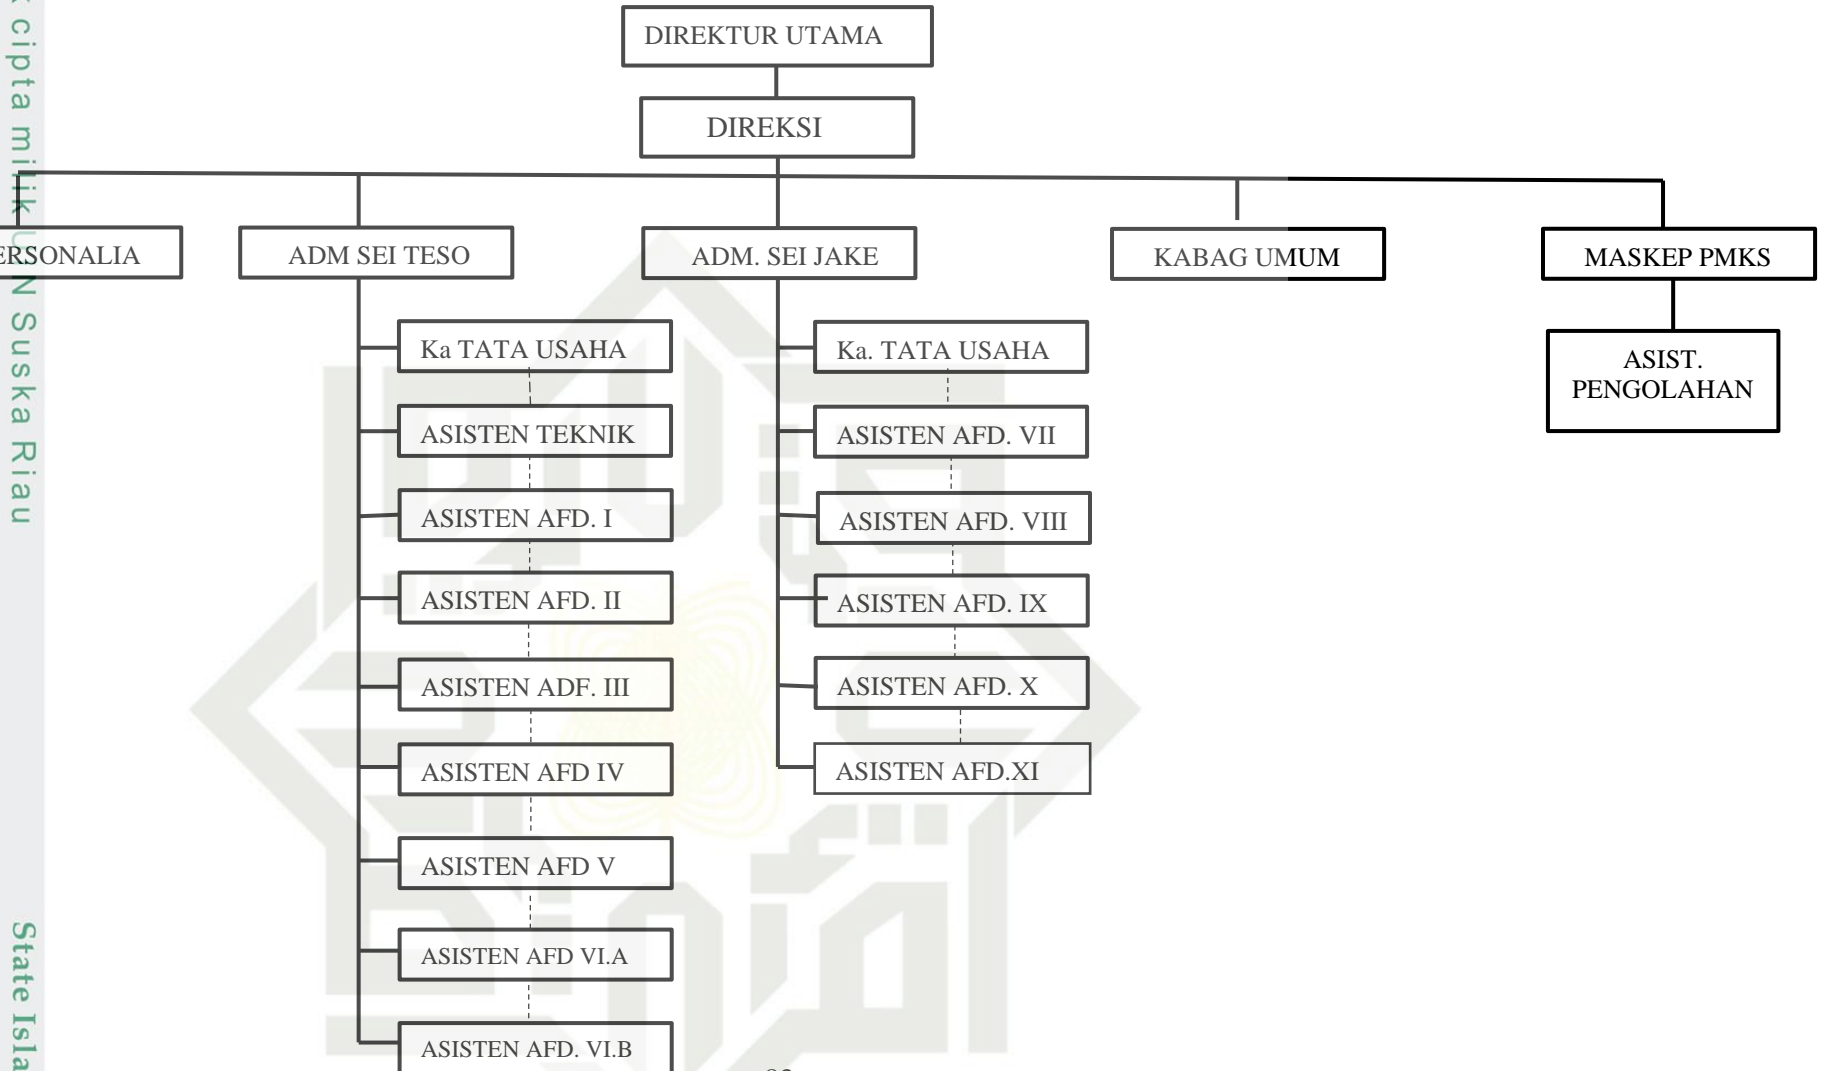 DIREKTUR UTAMA
DIREKSI
ERSONALIA
ADM SEI TESO
ADM. SEI JAKE
KABAG UMUM
MASKEP PMKS
Ka TATA USAHA
ASISTEN TEKNIK
ASISTEN AFD. I
ASISTEN AFD. II
ASISTEN ADF. III
ASISTEN AFD IV
ASISTEN AFD V
ASISTEN AFD VI.A
ASISTEN AFD. VI.B
Ka. TATA USAHA
ASISTEN AFD. VII
ASISTEN AFD. VIII
ASISTEN AFD. IX
ASISTEN AFD. X
ASISTEN AFD.XI
ASIST.
PENGOLAHAN
k cipta milik UIN Suska Riau
State Isla